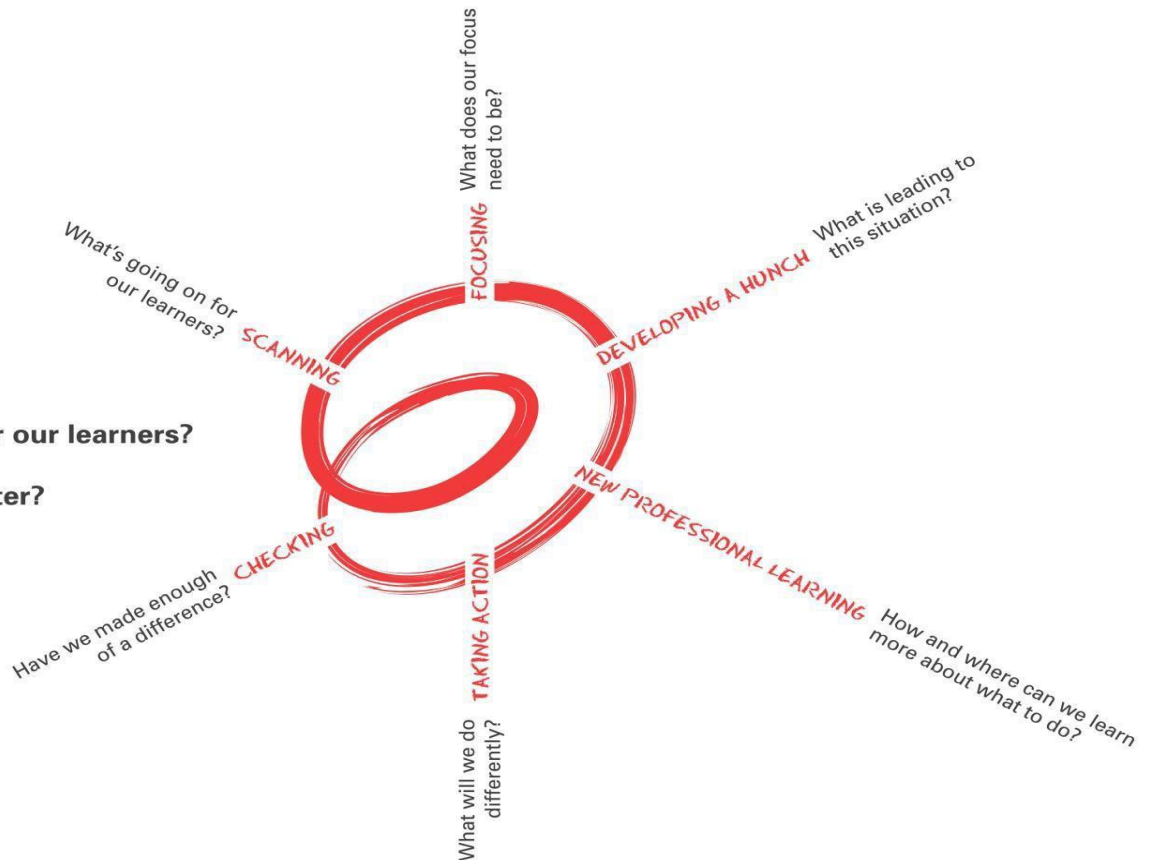 What does our focus
need to be?
FOCUSING
What is leading to
this situation?
DEVELOPING A HUNCH
NEW PROFESSIONAL LEARNING
How and where can we learn
more about what to do?
TAKING ACTION
What will we do
differently?
CHECKING
Have we made enough
of a difference?
SCANNING
What's going on for
our learners?
our learners?